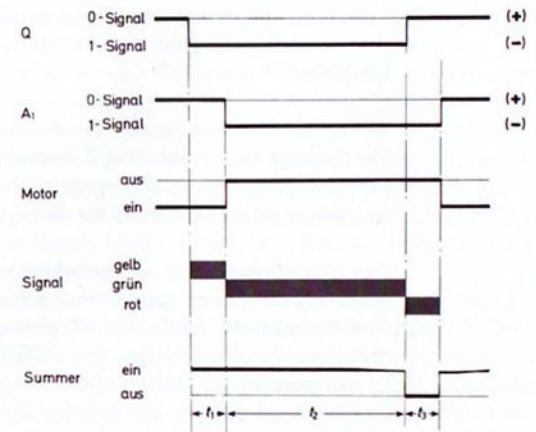 0-Signal (+)
Q
1-Signal (−)
0-Signal (+)
A₁
1-Signal (−)
aus
Motor
ein
gelb
Signal grün
rot
ein
Summer
aus
t₁ t₂ t₃